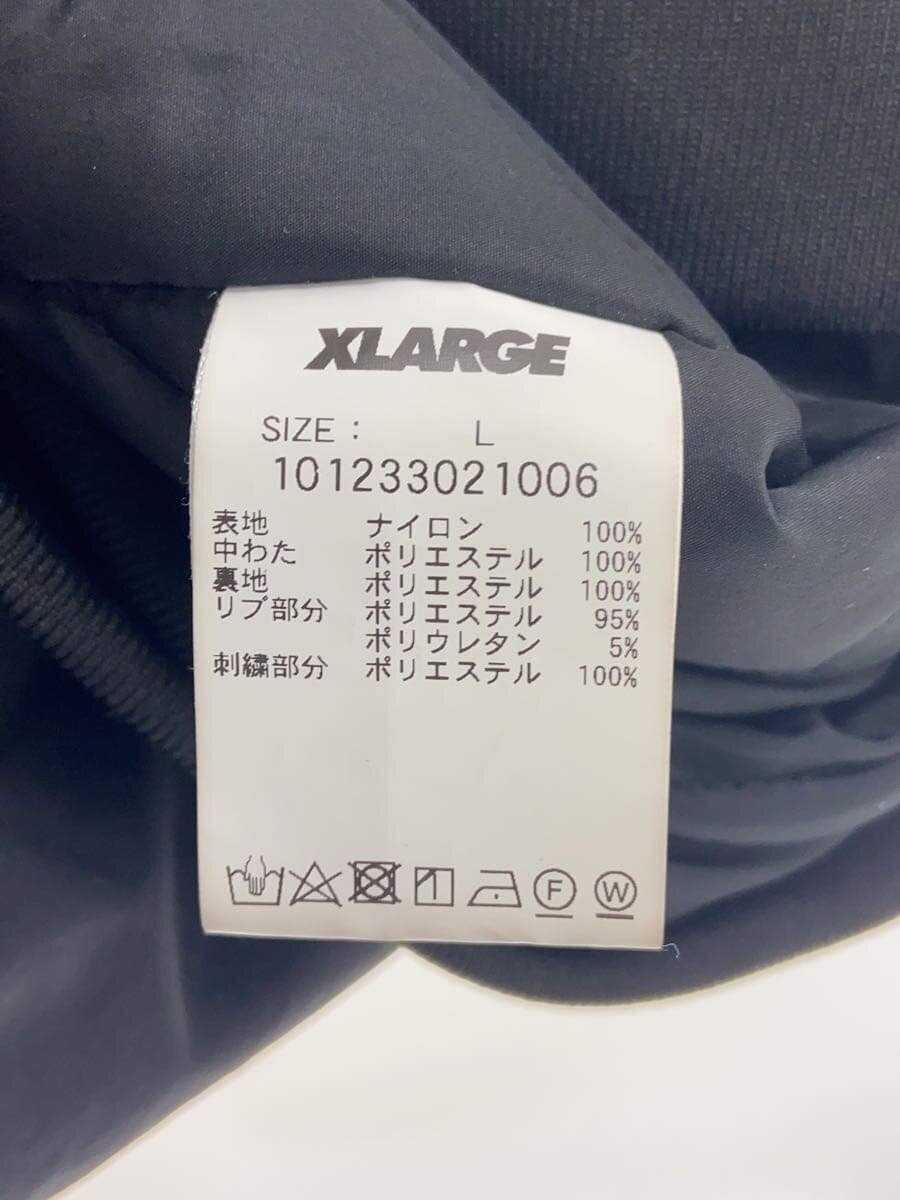 XLARGE
SIZE : L
101233021006
表地 ナイロン 100%
中わた ポリエステル 100%
裏地 ポリエステル 100%
リブ部分 ポリエステル 95%
ポリウレタン 5%
刺繍部分 ポリエステル 100%
F W